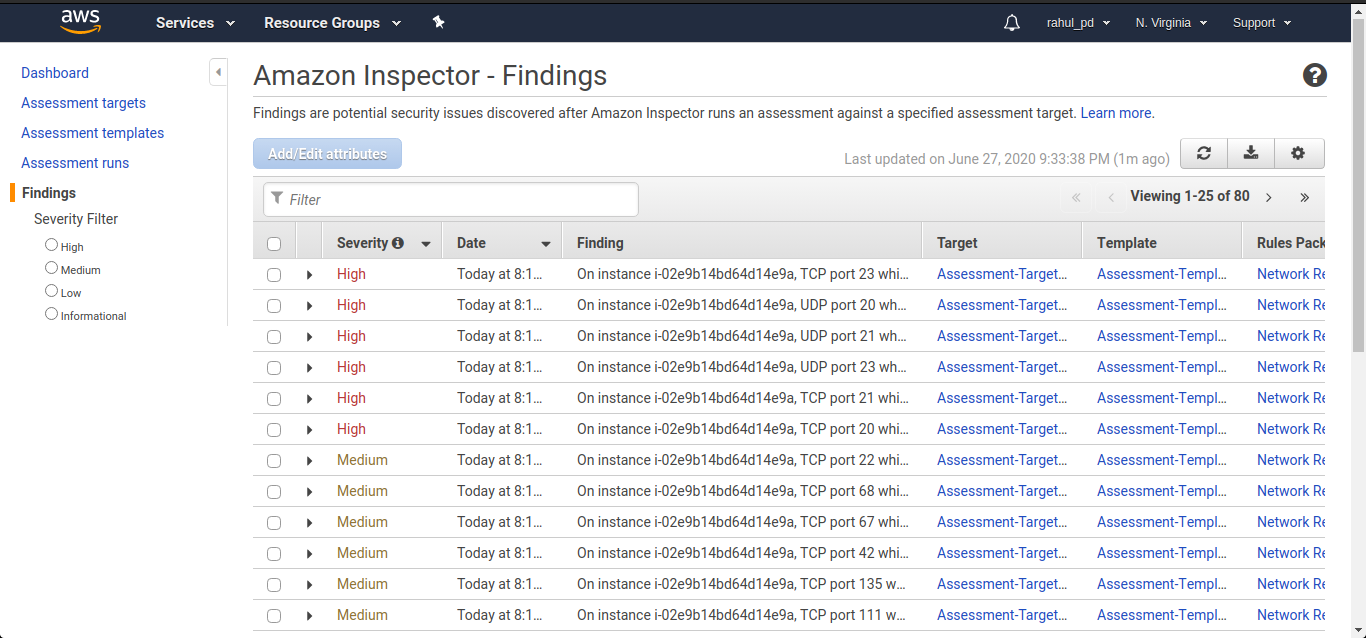 aws Services Resource Groups rahul_pd N. Virginia Support
Dashboard
Assessment targets
Assessment templates
Assessment runs
Findings
Severity Filter
High
Medium
Low
Informational
Amazon Inspector - Findings
?
Findings are potential security issues discovered after Amazon Inspector runs an assessment against a specified assessment target. Learn more.
Add/Edit attributes
Last updated on June 27, 2020 9:33:38 PM (1m ago)
Filter
« ‹ Viewing 1-25 of 80 › »
Severity Date Finding Target Template Rules Pack
High Today at 8:1... On instance i-02e9b14bd64d14e9a, TCP port 23 whi... Assessment-Target... Assessment-Templ... Network Re
High Today at 8:1... On instance i-02e9b14bd64d14e9a, UDP port 20 wh... Assessment-Target... Assessment-Templ... Network Re
High Today at 8:1... On instance i-02e9b14bd64d14e9a, UDP port 21 wh... Assessment-Target... Assessment-Templ... Network Re
High Today at 8:1... On instance i-02e9b14bd64d14e9a, UDP port 23 wh... Assessment-Target... Assessment-Templ... Network Re
High Today at 8:1... On instance i-02e9b14bd64d14e9a, TCP port 21 whi... Assessment-Target... Assessment-Templ... Network Re
High Today at 8:1... On instance i-02e9b14bd64d14e9a, TCP port 20 whi... Assessment-Target... Assessment-Templ... Network Re
Medium Today at 8:1... On instance i-02e9b14bd64d14e9a, TCP port 22 whi... Assessment-Target... Assessment-Templ... Network Re
Medium Today at 8:1... On instance i-02e9b14bd64d14e9a, TCP port 68 whi... Assessment-Target... Assessment-Templ... Network Re
Medium Today at 8:1... On instance i-02e9b14bd64d14e9a, TCP port 67 whi... Assessment-Target... Assessment-Templ... Network Re
Medium Today at 8:1... On instance i-02e9b14bd64d14e9a, TCP port 42 whi... Assessment-Target... Assessment-Templ... Network Re
Medium Today at 8:1... On instance i-02e9b14bd64d14e9a, TCP port 135 w... Assessment-Target... Assessment-Templ... Network Re
Medium Today at 8:1... On instance i-02e9b14bd64d14e9a, TCP port 111 w... Assessment-Target... Assessment-Templ... Network Re